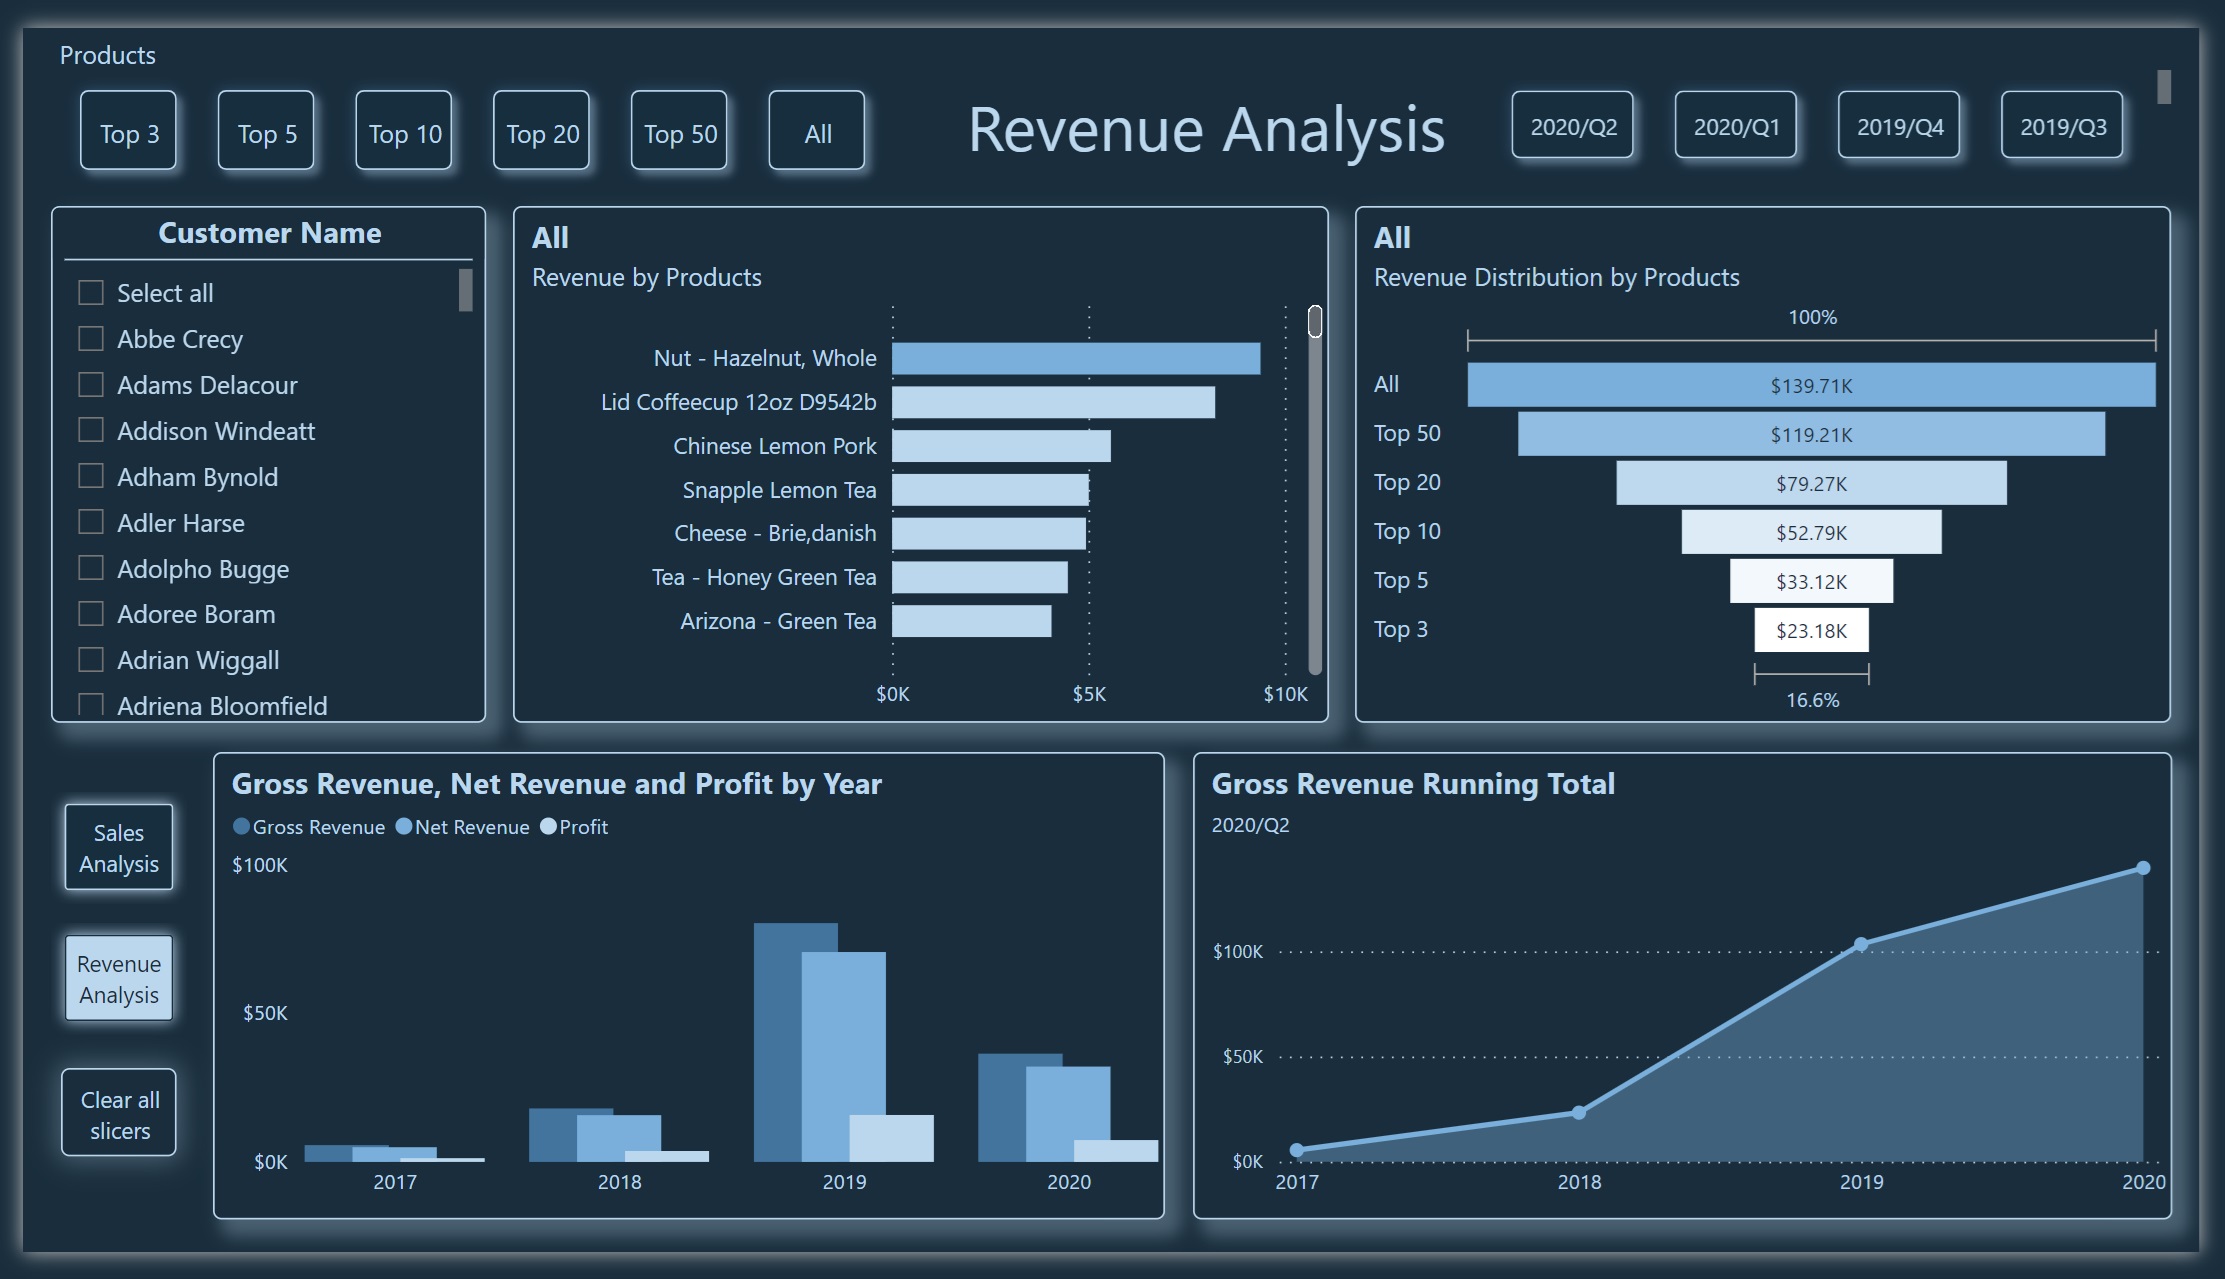 Products
Top 3
Top 5
Top 10
Top 20
Top 50
All
Revenue Analysis
2020/Q2
2020/Q1
2019/Q4
2019/Q3
Customer Name
Select all
Abbe Crecy
Adams Delacour
Addison Windeatt
Adham Bynold
Adler Harse
Adolpho Bugge
Adoree Boram
Adrian Wiggall
Adriena Bloomfield
All
Revenue by Products
Nut - Hazelnut, Whole
Lid Coffeecup 12oz D9542b
Chinese Lemon Pork
Snapple Lemon Tea
Cheese - Brie,danish
Tea - Honey Green Tea
Arizona - Green Tea
$0K
$5K
$10K
All
Revenue Distribution by Products
100%
All
$139.71K
Top 50
$119.21K
Top 20
$79.27K
Top 10
$52.79K
Top 5
$33.12K
Top 3
$23.18K
16.6%
Sales
Analysis
Revenue
Analysis
Clear all
slicers
Gross Revenue, Net Revenue and Profit by Year
Gross Revenue
Net Revenue
Profit
$100K
$50K
$0K
2017
2018
2019
2020
Gross Revenue Running Total
2020/Q2
$100K
$50K
$0K
2017
2018
2019
2020